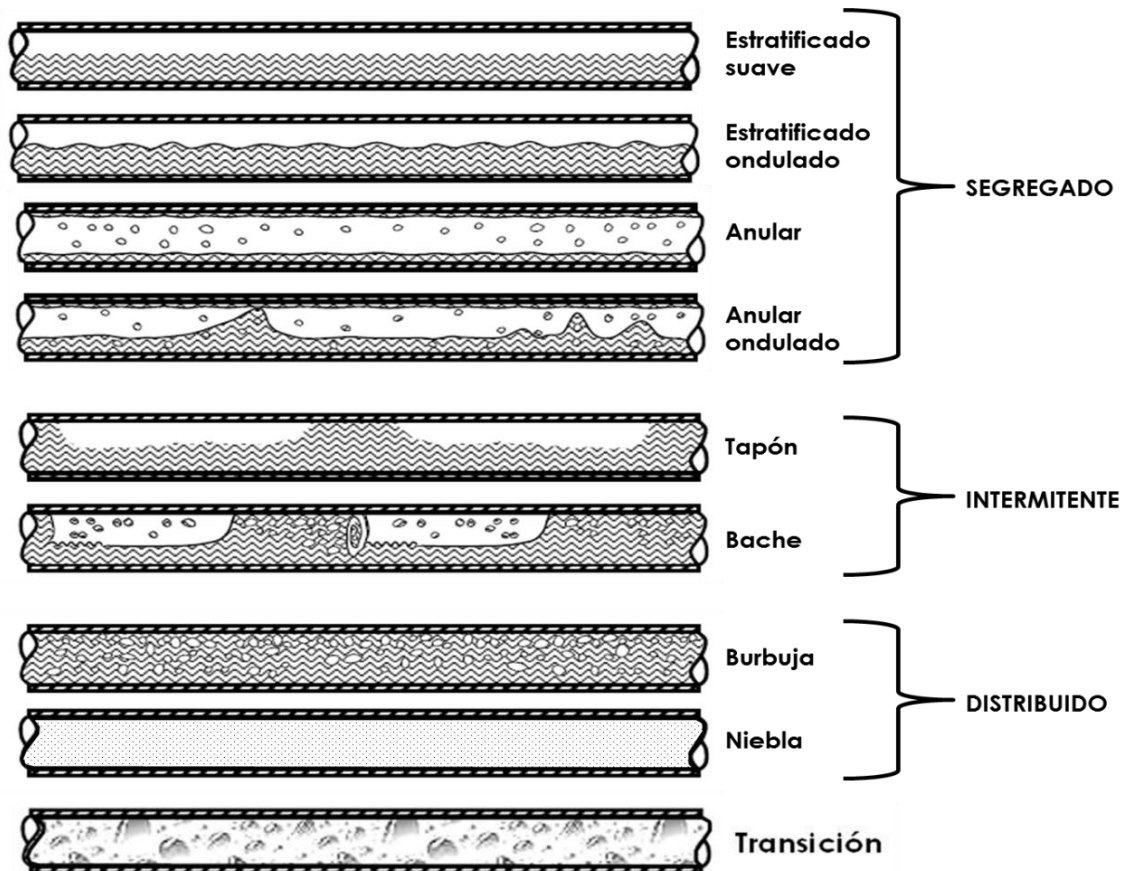 Estratificado
suave
Estratificado
ondulado
Anular
Anular
ondulado
SEGREGADO
Tapón
Bache
INTERMITENTE
Burbuja
Niebla
DISTRIBUIDO
Transición